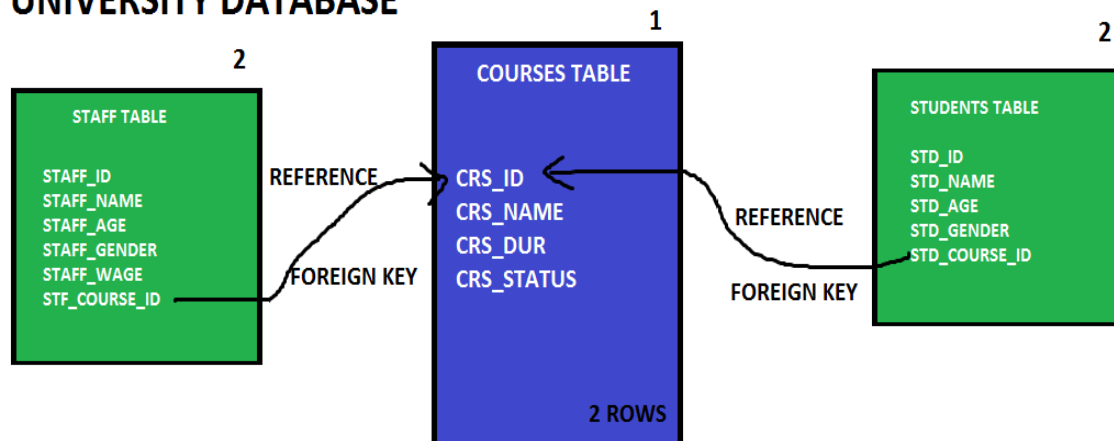 UNIVERSITY DATABASE
2
STAFF TABLE
STAFF_ID
STAFF_NAME
STAFF_AGE
STAFF_GENDER
STAFF_WAGE
STF_COURSE_ID
REFERENCE
FOREIGN KEY
1
COURSES TABLE
CRS_ID
CRS_NAME
CRS_DUR
CRS_STATUS
2 ROWS
REFERENCE
FOREIGN KEY
2
STUDENTS TABLE
STD_ID
STD_NAME
STD_AGE
STD_GENDER
STD_COURSE_ID